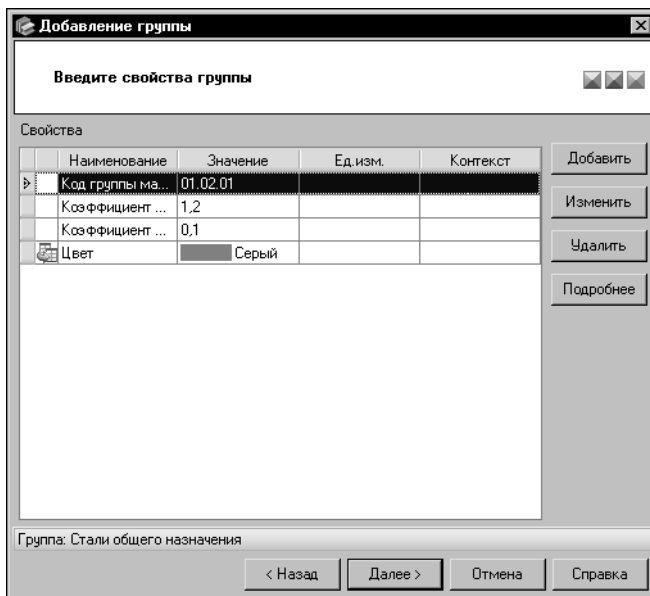 Добавление группы
Введите свойства группы
Свойства
Наименование Значение Ед.изм. Контекст
Код группы ма... 01.02.01
Коэффициент ... 1,2
Коэффициент ... 0,1
Цвет Серый
Добавить
Изменить
Удалить
Подробнее
Группа: Стали общего назначения
< Назад Далее > Отмена Справка